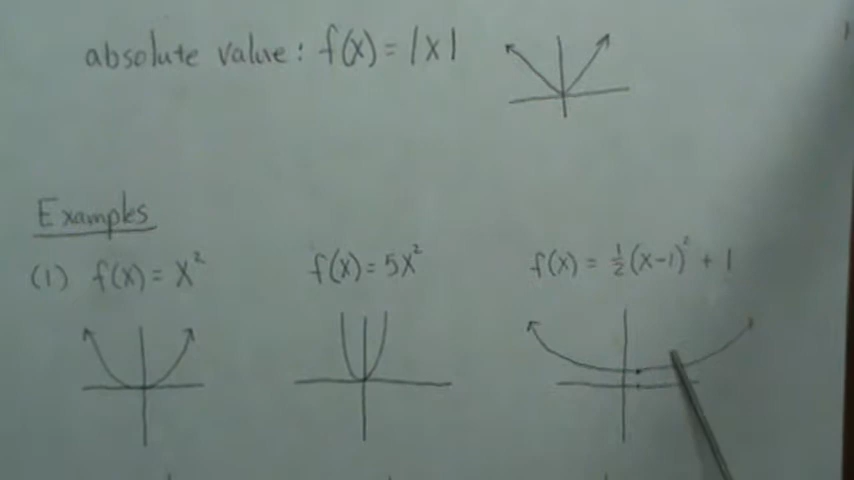 absolute value: f(x) = |x|
Examples
(1) f(x) = x² f(x) = 5x² f(x) = ½(x-1)² + 1